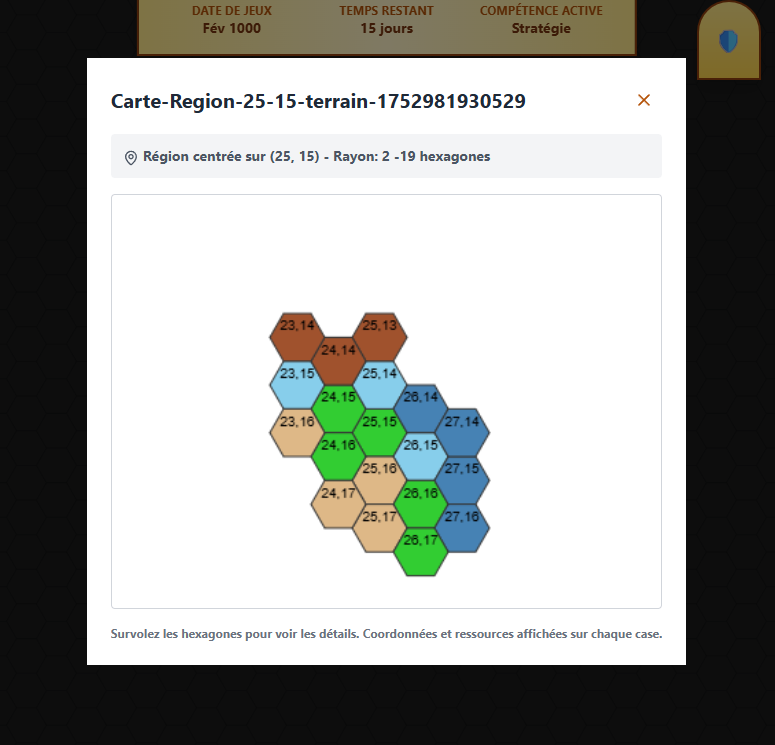 DATE DE JEUX TEMPS RESTANT COMPÉTENCE ACTIVE
Fév 1000 15 jours Stratégie
Carte-Region-25-15-terrain-1752981930529
Région centrée sur (25, 15) - Rayon: 2 -19 hexagones
23,14 25,13
24,14
23,15 25,14
24,15 26,14
23,16 25,15 27,14
24,16 26,15
25,16 27,15
24,17 26,16
25,17 27,16
26,17
Survolez les hexagones pour voir les détails. Coordonnées et ressources affichées sur chaque case.